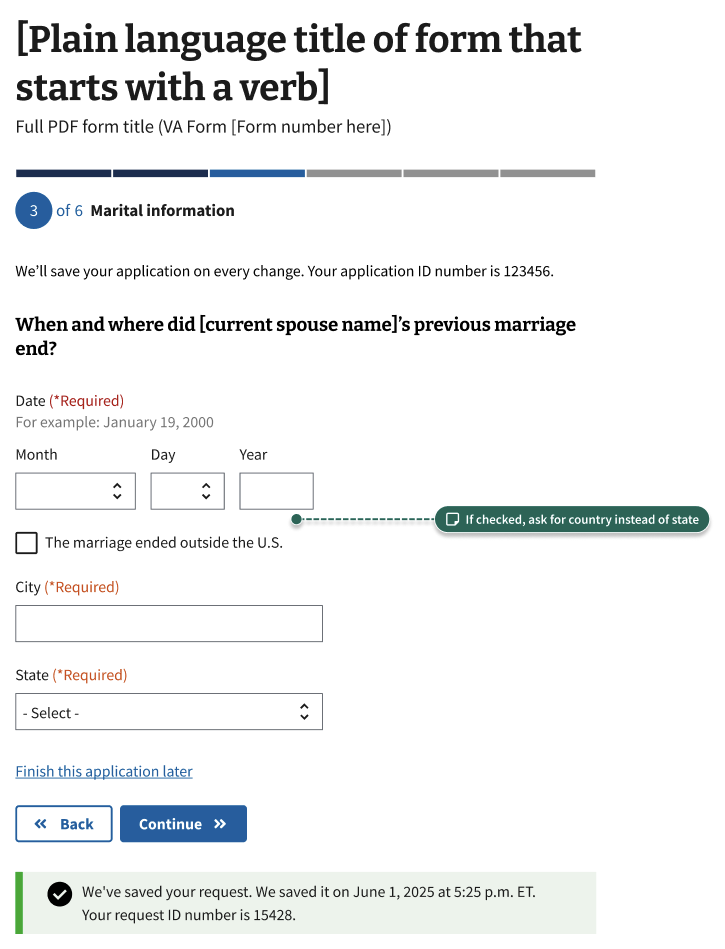 [Plain language title of form that
starts with a verb]
Full PDF form title (VA Form [Form number here])
3 of 6 Marital information
We’ll save your application on every change. Your application ID number is 123456.
When and where did [current spouse name]’s previous marriage
end?
Date (*Required)
For example: January 19, 2000
Month Day Year
If checked, ask for country instead of state
The marriage ended outside the U.S.
City (*Required)
State (*Required)
- Select -
Finish this application later
Back Continue
We've saved your request. We saved it on June 1, 2025 at 5:25 p.m. ET.
Your request ID number is 15428.